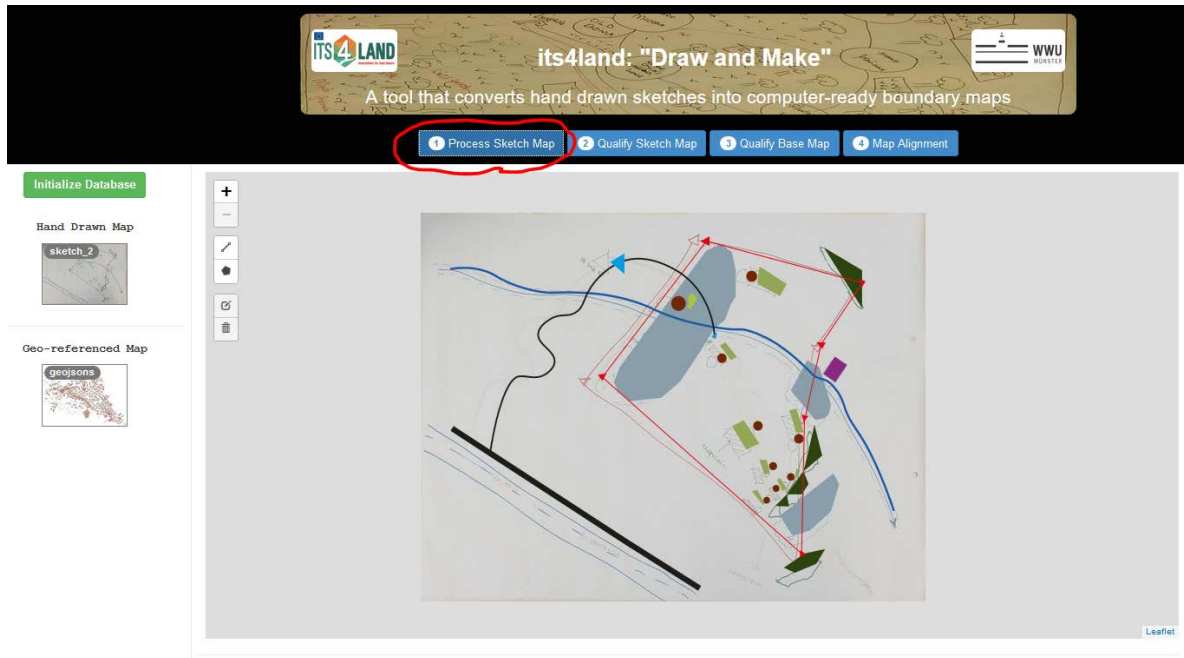 ITS4LAND
its4land: "Draw and Make"
WWU
MÜNSTER
A tool that converts hand drawn sketches into computer-ready boundary maps
1 Process Sketch Map
2 Qualify Sketch Map
3 Qualify Base Map
4 Map Alignment
Initialize Database
+
−
Hand Drawn Map
sketch_2
Geo-referenced Map
geojsons
Leaflet